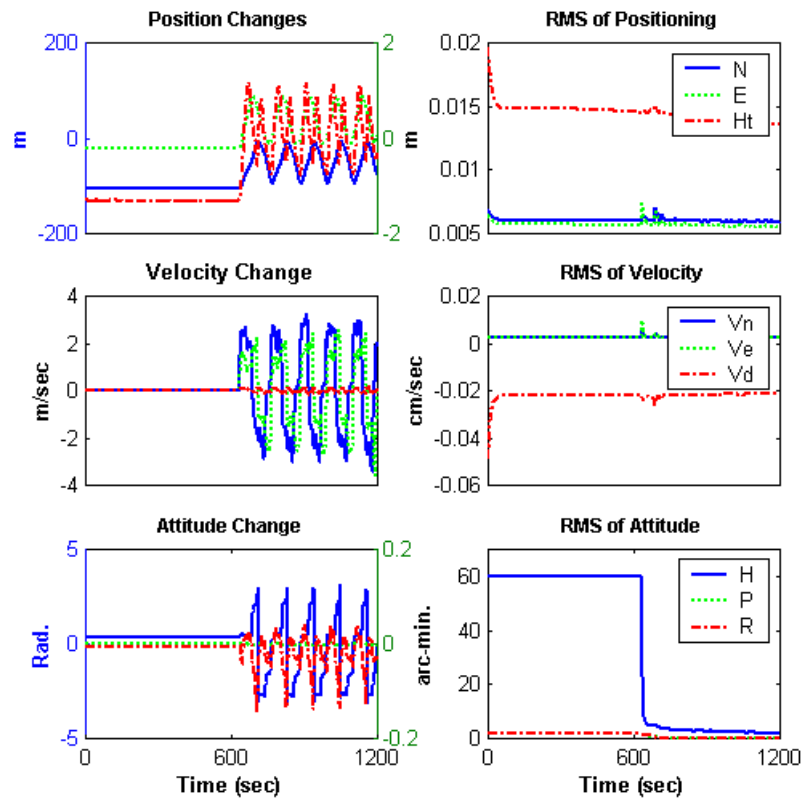 Position Changes
200
0
-200
m
2
0
-2
m
RMS of Positioning
0.02
0.015
0.01
0.005
N
E
Ht
Velocity Change
4
2
0
-2
-4
m/sec
RMS of Velocity
0.02
0
-0.02
-0.04
-0.06
cm/sec
Vn
Ve
Vd
Attitude Change
5
0
-5
Rad.
0.2
0
-0.2
0
600
1200
Time (sec)
RMS of Attitude
60
40
20
0
arc-min.
H
P
R
0
600
1200
Time (sec)